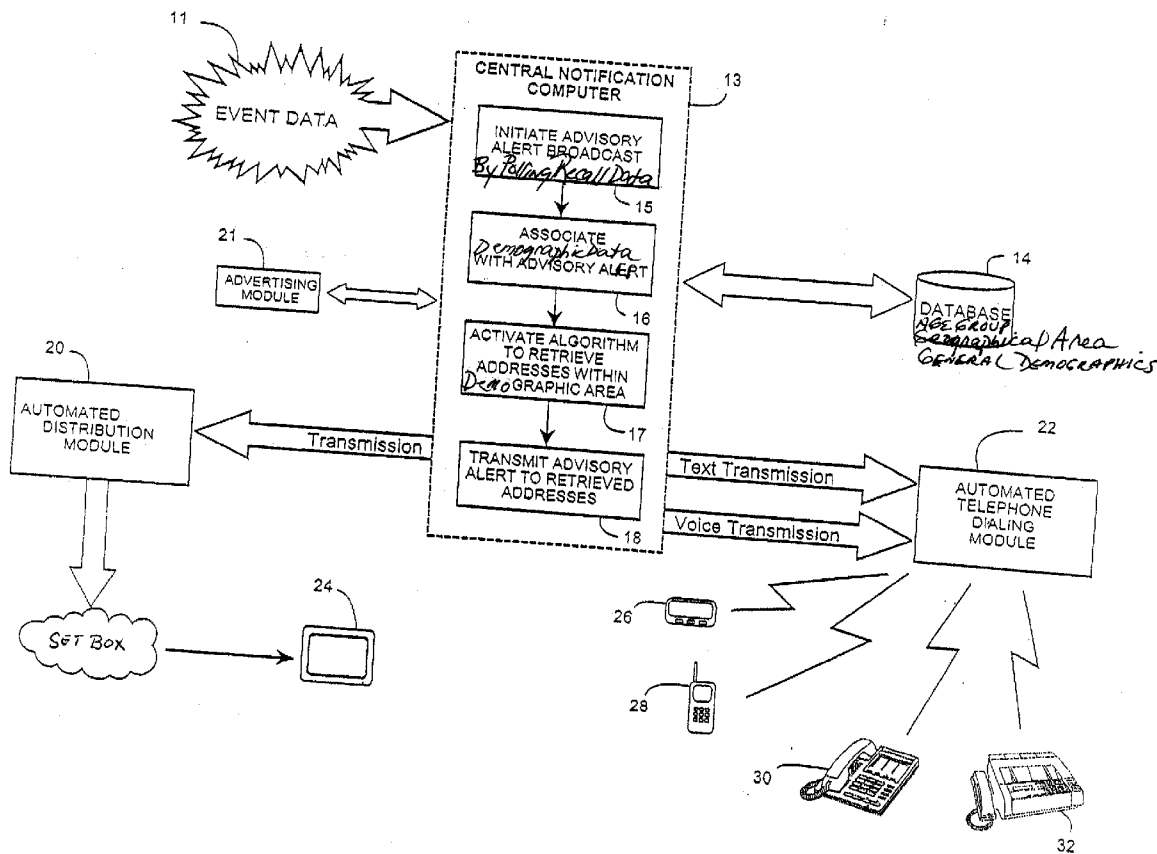 11
EVENT DATA
CENTRAL NOTIFICATION
COMPUTER
13
INITIATE ADVISORY
ALERT BROADCAST
By Polling Recall Data
15
ASSOCIATE
Demographic Data
WITH ADVISORY ALERT
16
21
ADVERTISING
MODULE
14
DATABASE
AGE GROUP
Geographical Area
GENERAL DEMOGRAPHICS
ACTIVATE ALGORITHM
TO RETRIEVE
ADDRESSES WITHIN
Demo GRAPHIC AREA
17
20
AUTOMATED
DISTRIBUTION
MODULE
Transmission
TRANSMIT ADVISORY
ALERT TO RETRIEVED
ADDRESSES
18
Text Transmission
Voice Transmission
22
AUTOMATED
TELEPHONE
DIALING
MODULE
SET BOX
24
26
28
30
32